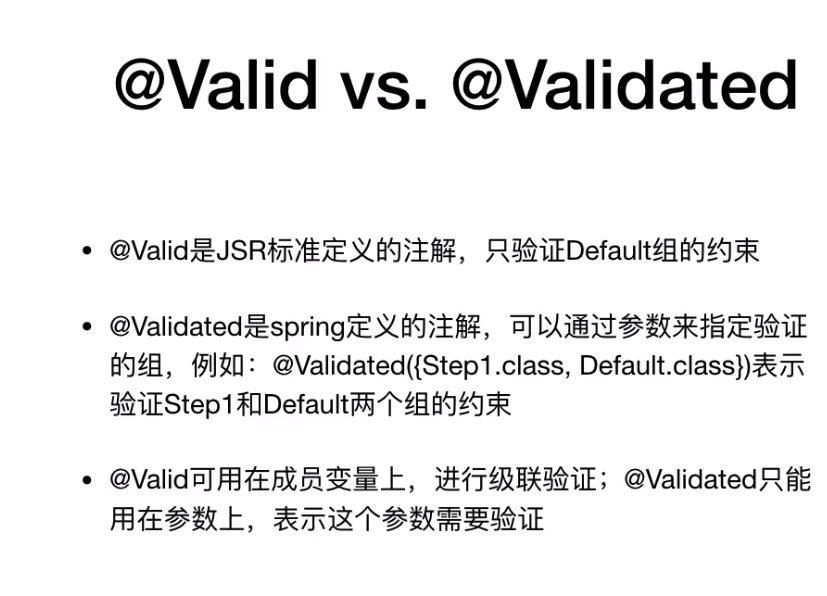 @Valid vs. @Validated
• @Valid是JSR标准定义的注解，只验证Default组的约束
• @Validated是spring定义的注解，可以通过参数来指定验证
的组，例如：@Validated({Step1.class, Default.class})表示
验证Step1和Default两个组的约束
• @Valid可用在成员变量上，进行级联验证；@Validated只能
用在参数上，表示这个参数需要验证